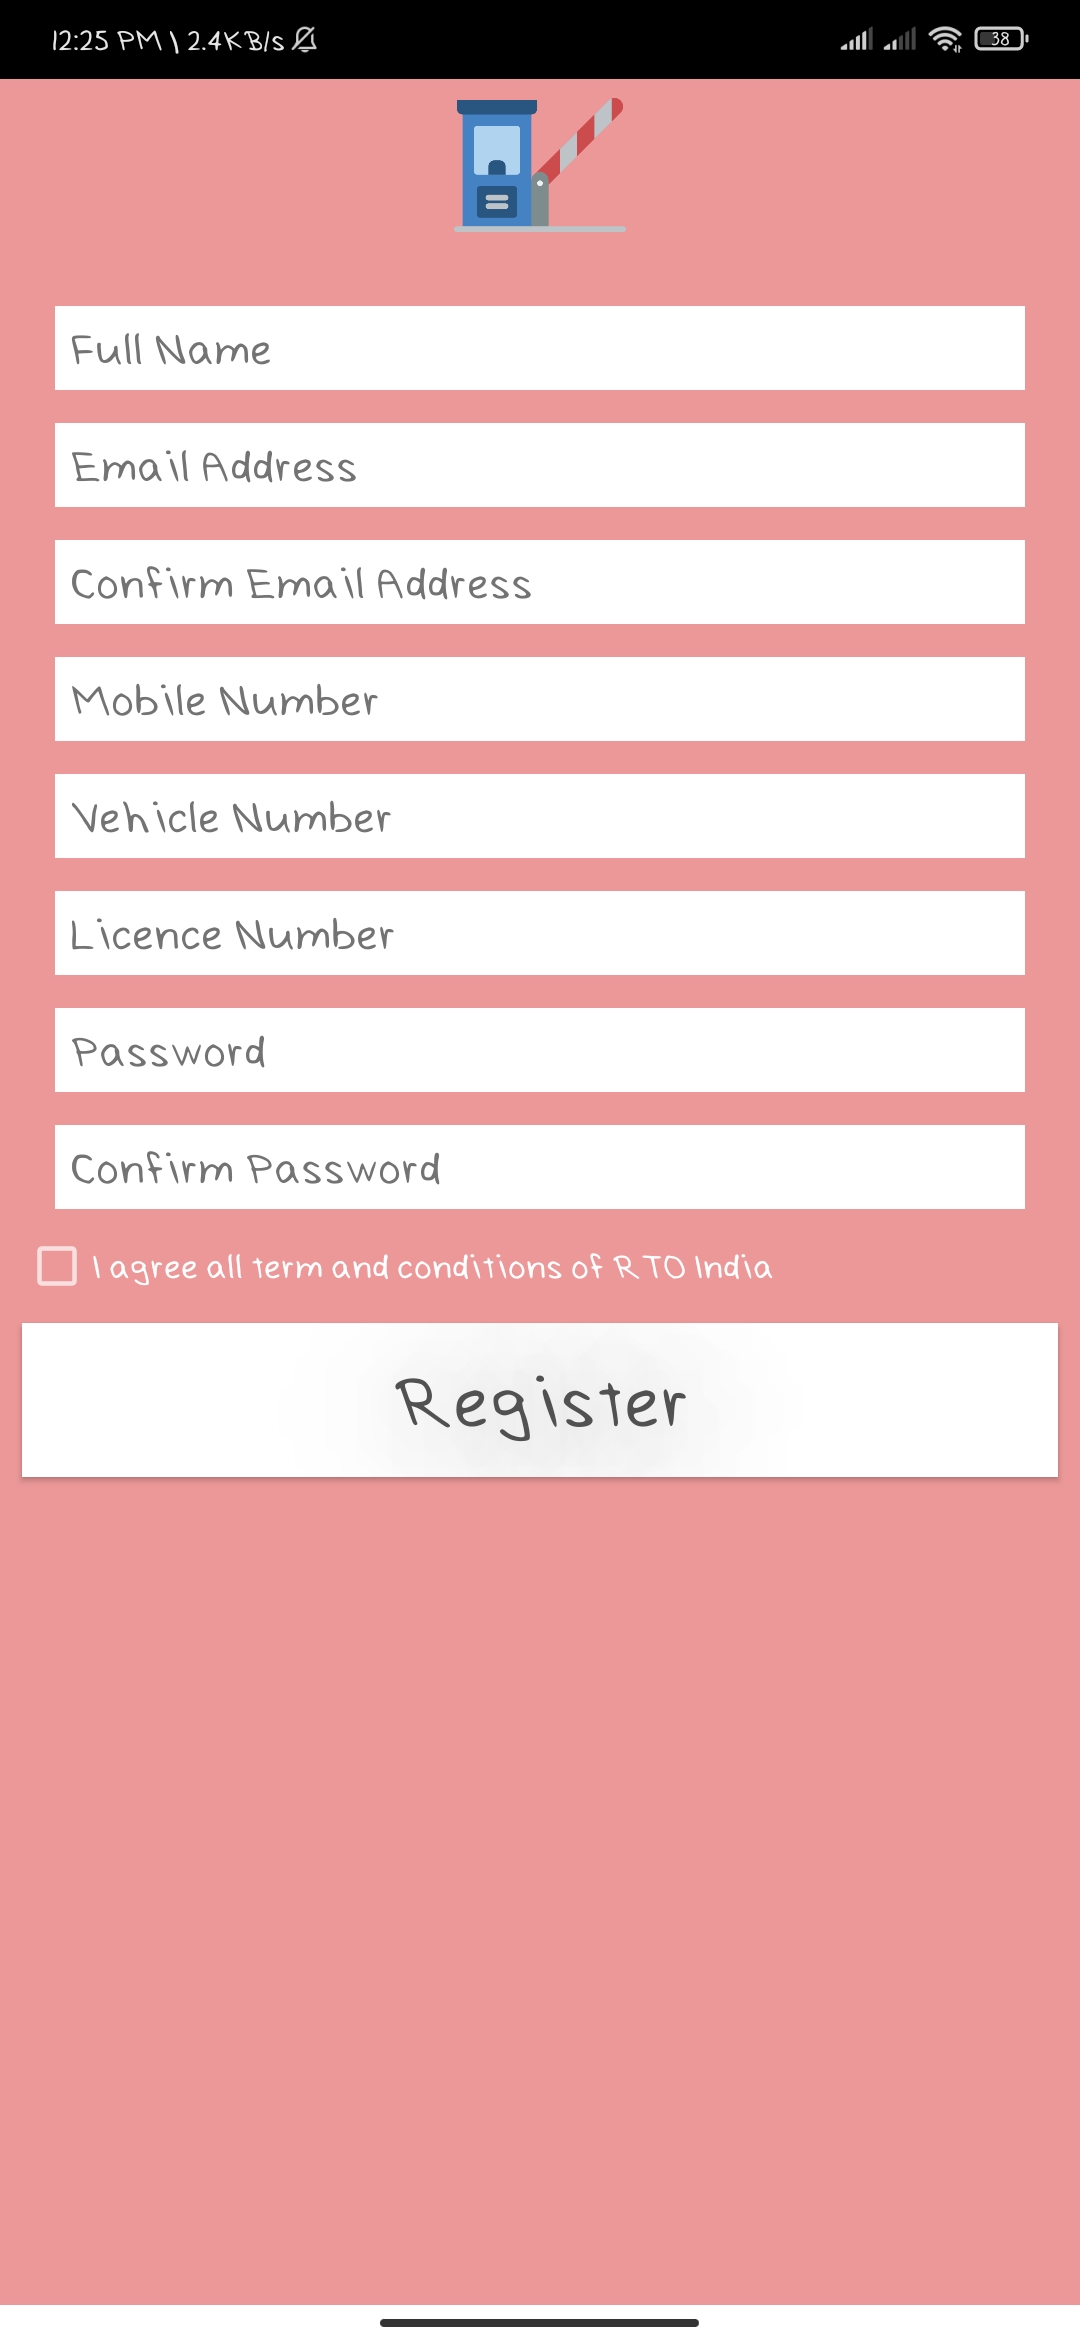 12:25 PM | 2.4KB/s
38
Full Name
Email Address
Confirm Email Address
Mobile Number
Vehicle Number
Licence Number
Password
Confirm Password
I agree all term and conditions of RTO India
Register